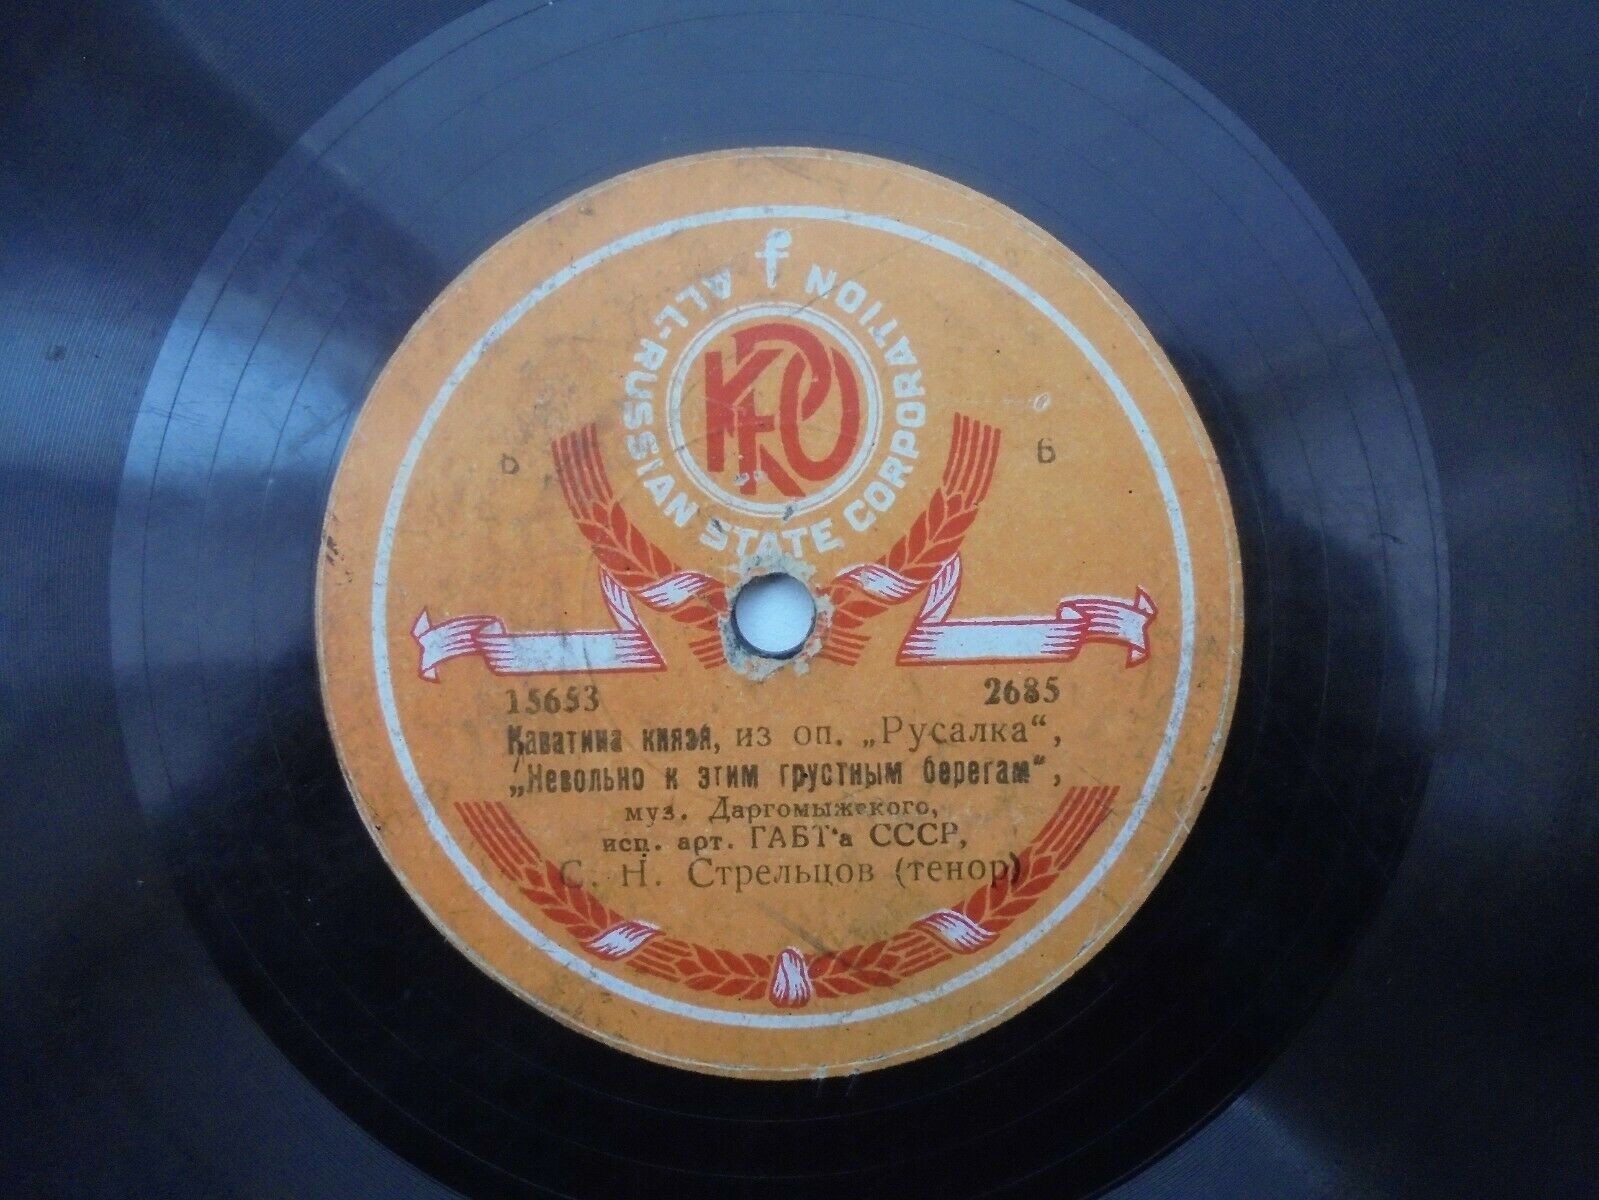 ALL-RUSSIAN STATE CORPORATION
б
15653 2685
Каватина князя, из оп. „Русалка“,
„Невольно к этим грустным берегам“,
муз. Даргомыжского,
исп. арт. ГАБТ‘а СССР,
С. Н. Стрельцов (тенор)